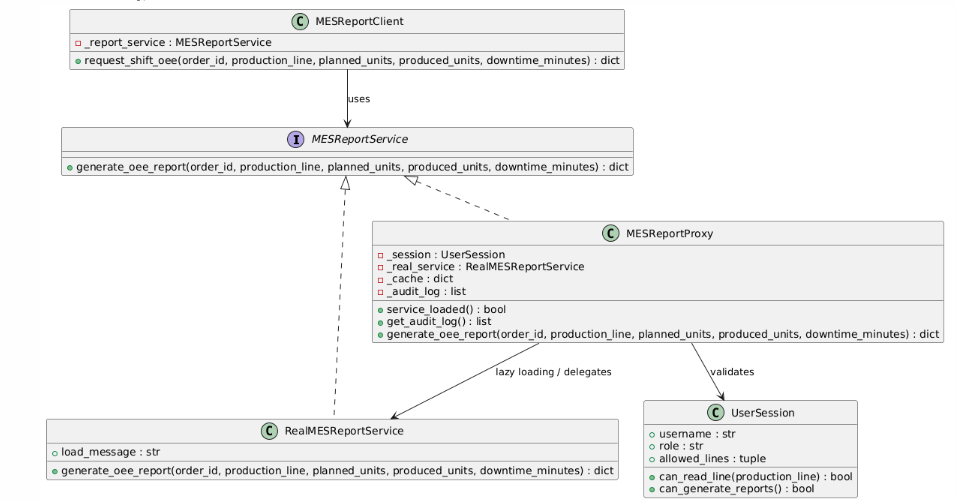 C MESReportClient
_report_service : MESReportService
request_shift_oee(order_id, production_line, planned_units, produced_units, downtime_minutes) : dict
uses
I MESReportService
generate_oee_report(order_id, production_line, planned_units, produced_units, downtime_minutes) : dict
C MESReportProxy
_session : UserSession
_real_service : RealMESReportService
_cache : dict
_audit_log : list
service_loaded() : bool
get_audit_log() : list
generate_oee_report(order_id, production_line, planned_units, produced_units, downtime_minutes) : dict
lazy loading / delegates
validates
C RealMESReportService
load_message : str
generate_oee_report(order_id, production_line, planned_units, produced_units, downtime_minutes) : dict
C UserSession
username : str
role : str
allowed_lines : tuple
can_read_line(production_line) : bool
can_generate_reports() : bool